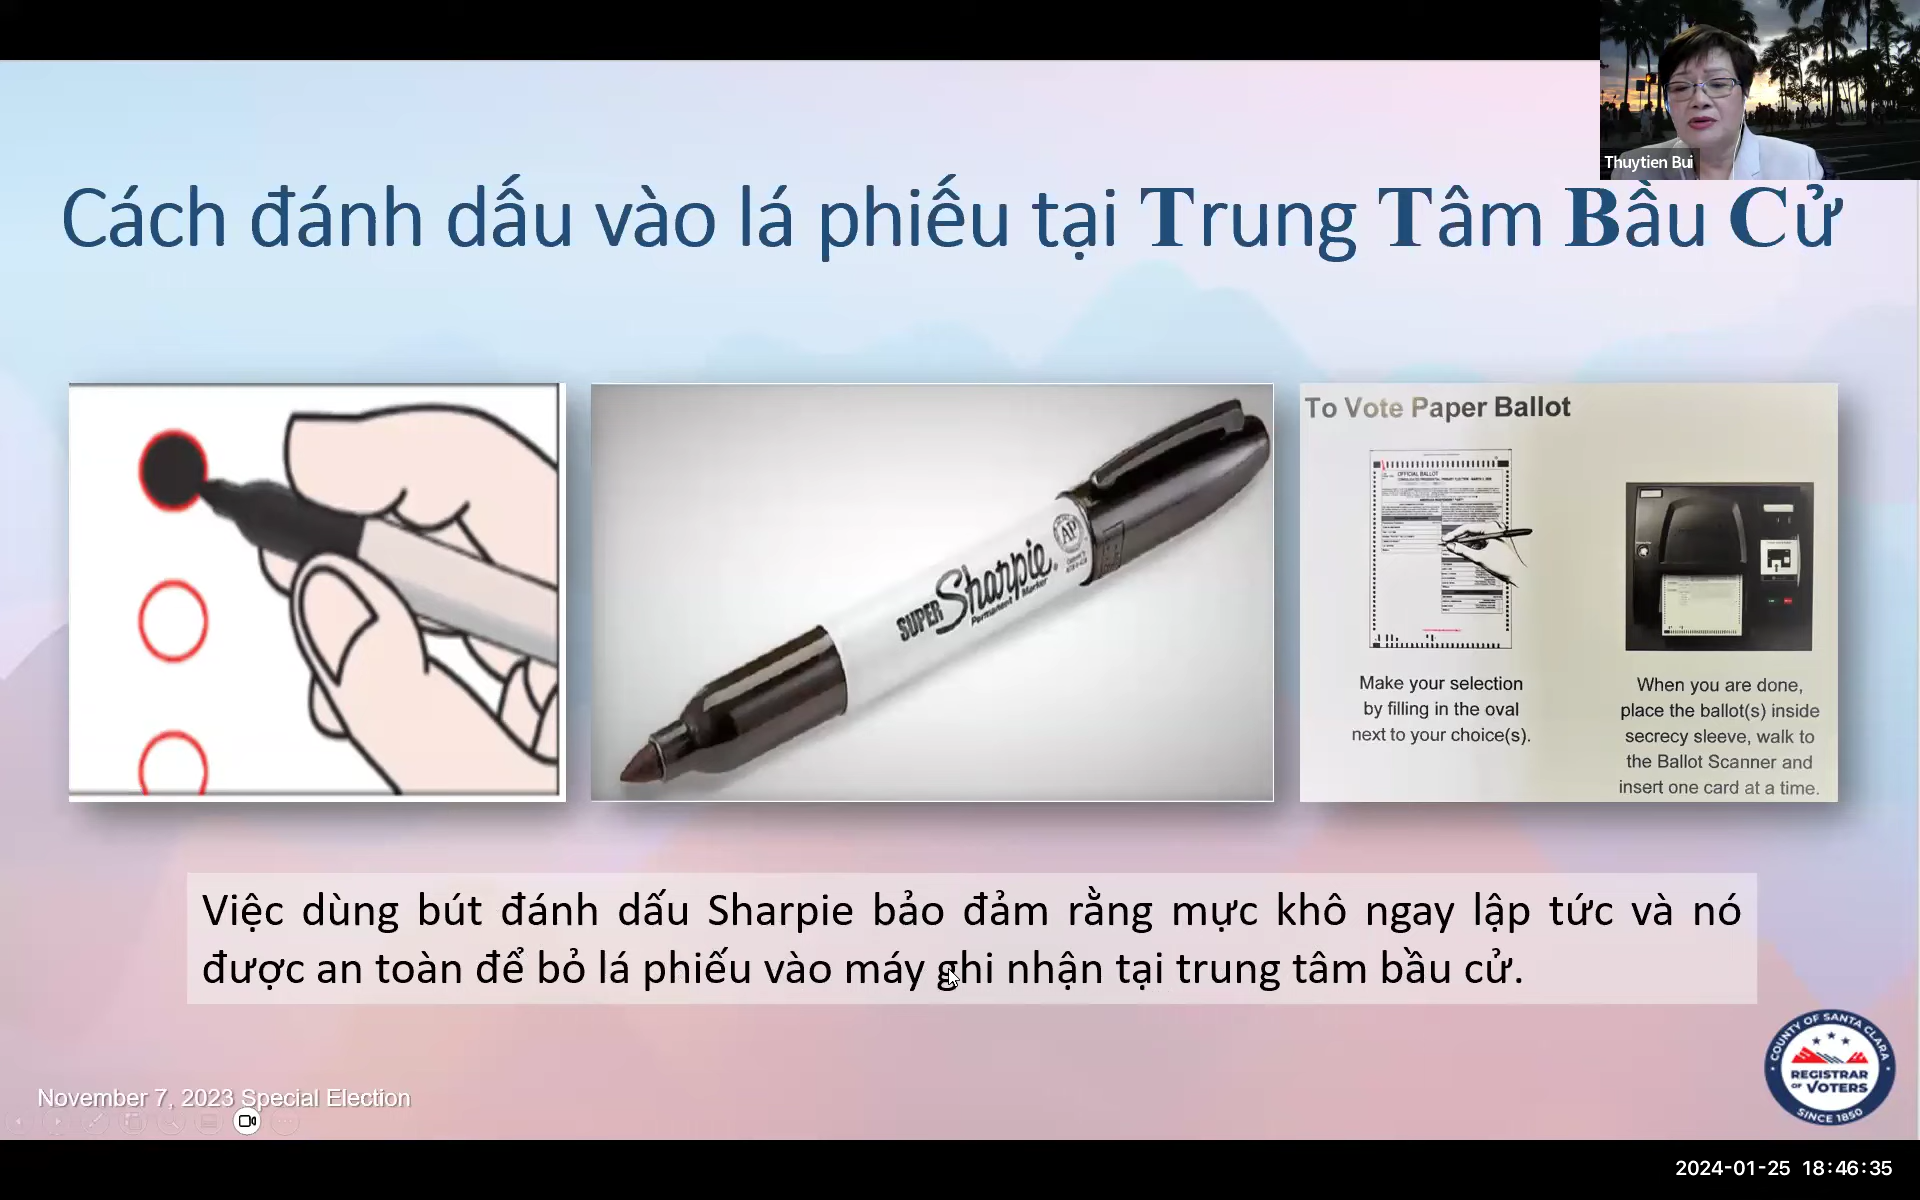 Thuytien Bui
Cách đánh dấu vào lá phiếu tại Trung Tâm Bầu Cử
SUPER Sharpie
Permanent Marker
AP
To Vote Paper Ballot
OFFICIAL BALLOT
Make your selection
by filling in the oval
next to your choice(s).
When you are done,
place the ballot(s) inside
secrecy sleeve, walk to
the Ballot Scanner and
insert one card at a time.
Việc dùng bút đánh dấu Sharpie bảo đảm rằng mực khô ngay lập tức và nó
được an toàn để bỏ lá phiếu vào máy ghi nhận tại trung tâm bầu cử.
November 7, 2023 Special Election
COUNTY OF SANTA CLARA
REGISTRAR
OF VOTERS
SINCE 1850
2024-01-25 18:46:35